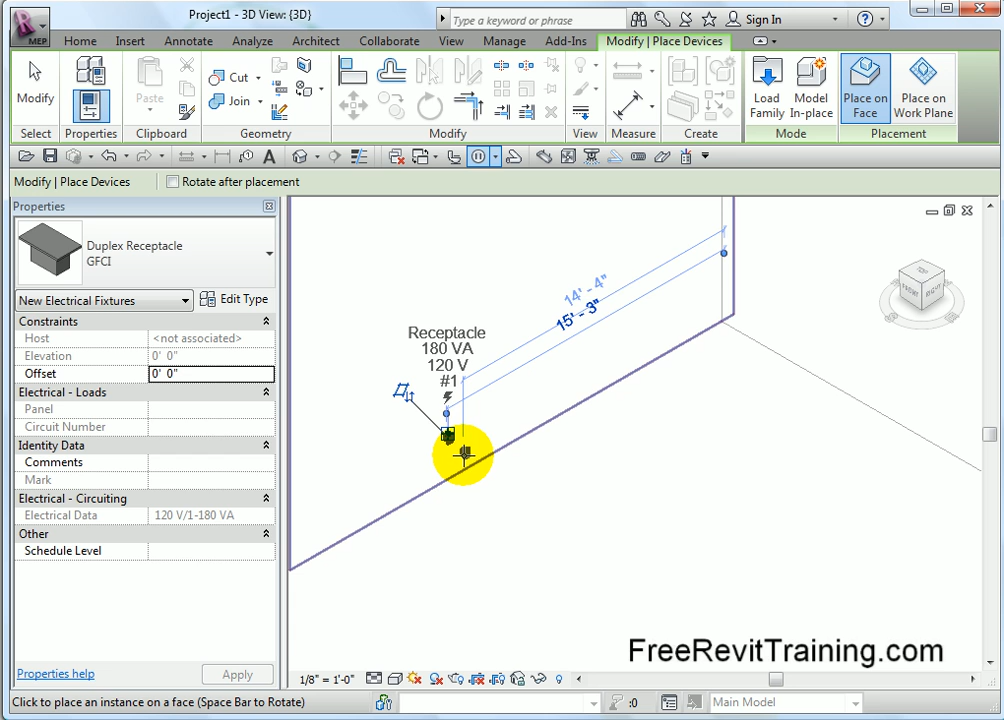 Project1 - 3D View: {3D}
Type a keyword or phrase
Sign In
MEP
Home
Insert
Annotate
Analyze
Architect
Collaborate
View
Manage
Add-Ins
Modify | Place Devices
Modify
Paste
Cut
Join
Load
Family
Model
In-place
Place on
Face
Place on
Work Plane
Select
Properties
Clipboard
Geometry
Modify
View
Measure
Create
Mode
Placement
Modify | Place Devices
Rotate after placement
Properties
Duplex Receptacle
GFCI
New Electrical Fixtures
Edit Type
Constraints
Host
<not associated>
Elevation
0' 0"
Offset
0' 0"
Electrical - Loads
Panel
Circuit Number
Identity Data
Comments
Mark
Electrical - Circuiting
Electrical Data
120 V/1-180 VA
Other
Schedule Level
Properties help
Apply
14' - 4"
15' - 3"
Receptacle
180 VA
120 V
#1
TOP
FRONT
RIGHT
FreeRevitTraining.com
1/8" = 1'-0"
Click to place an instance on a face (Space Bar to Rotate)
:0
Main Model